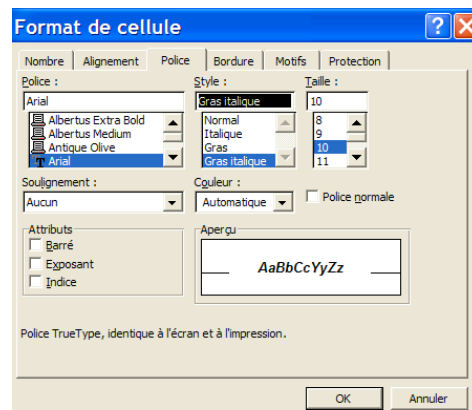 Format de cellule
Nombre Alignement Police Bordure Motifs Protection
Police : Style : Taille :
Arial Gras italique 10
Albertus Extra Bold Normal 8
Albertus Medium Italique 9
Antique Olive Gras 10
Arial Gras italique 11
Soulignement : Couleur :
Aucun Automatique Police normale
Attributs Aperçu
Barré
Exposant AaBbCcYyZz
Indice
Police TrueType, identique à l'écran et à l'impression.
OK Annuler